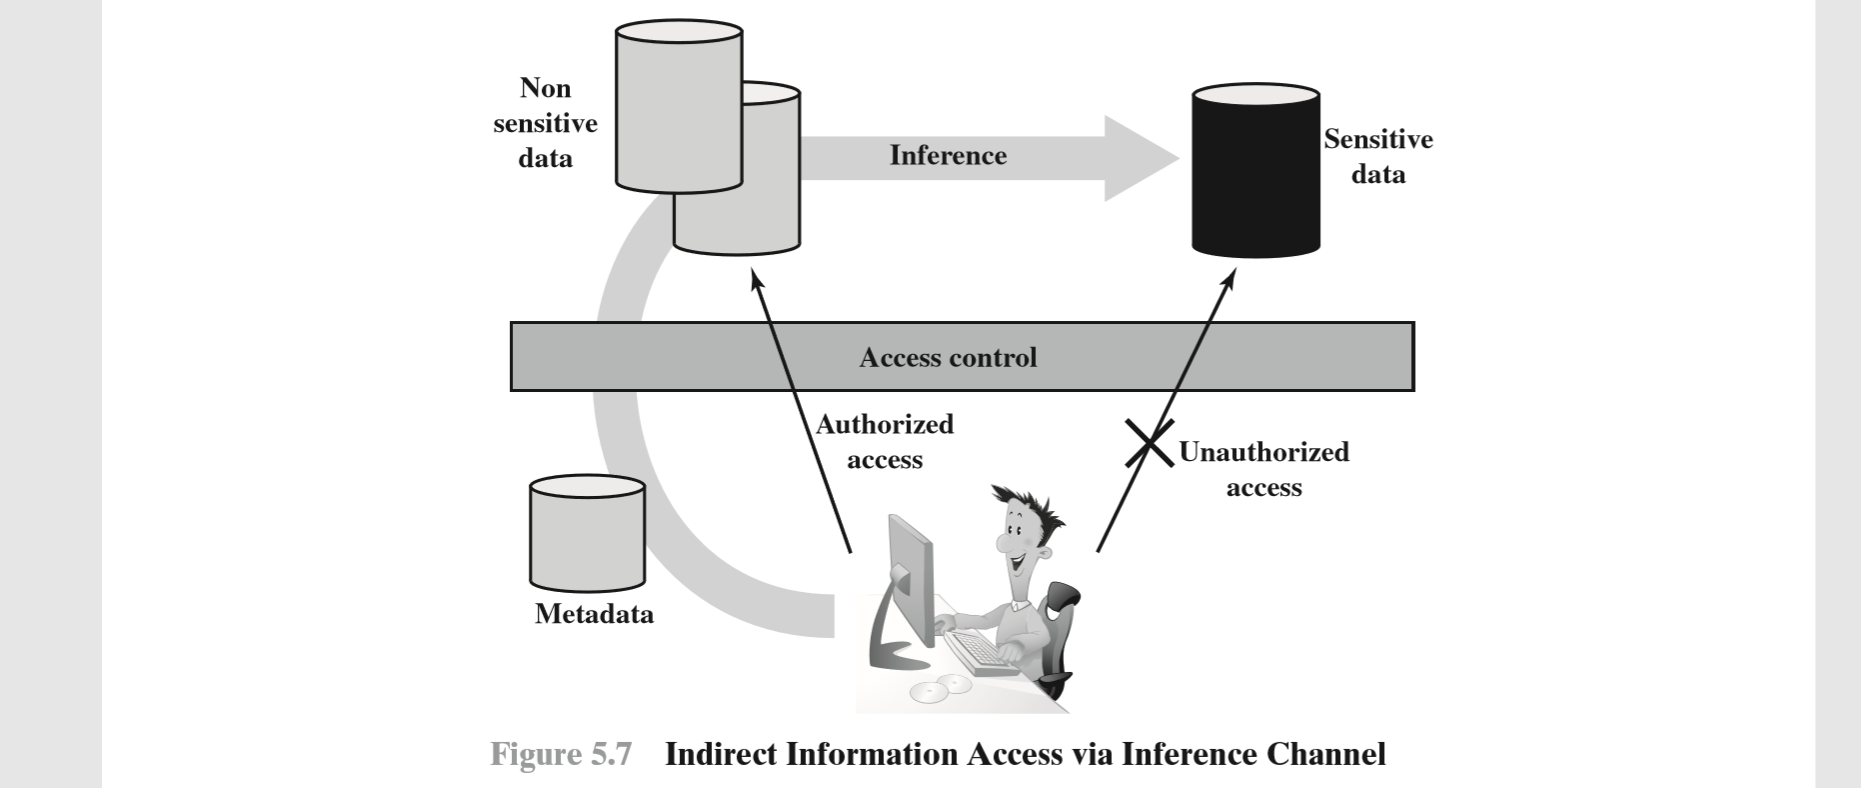 Non
sensitive
data
Inference
Sensitive
data
Access control
Authorized
access
Unauthorized
access
Metadata
Figure 5.7 Indirect Information Access via Inference Channel